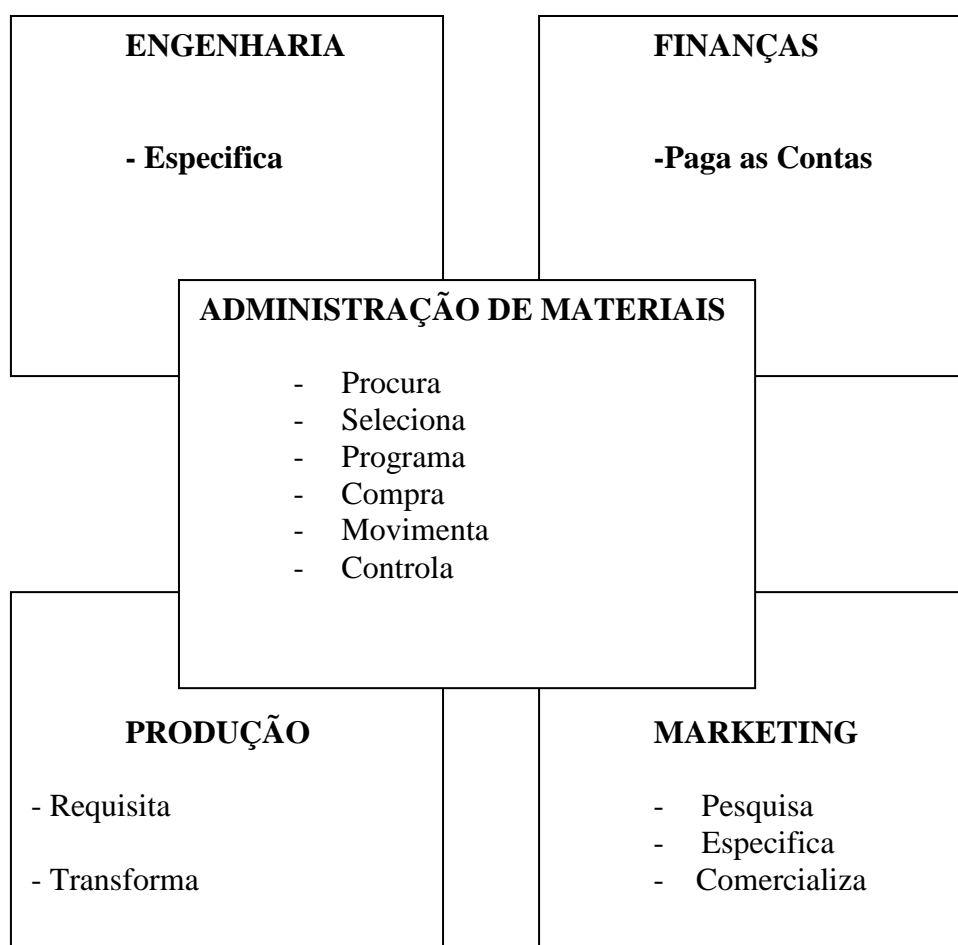 ENGENHARIA
- Especifica
FINANÇAS
-Paga as Contas
ADMINISTRAÇÃO DE MATERIAIS
- Procura
- Seleciona
- Programa
- Compra
- Movimenta
- Controla
PRODUÇÃO
- Requisita
- Transforma
MARKETING
- Pesquisa
- Especifica
- Comercializa